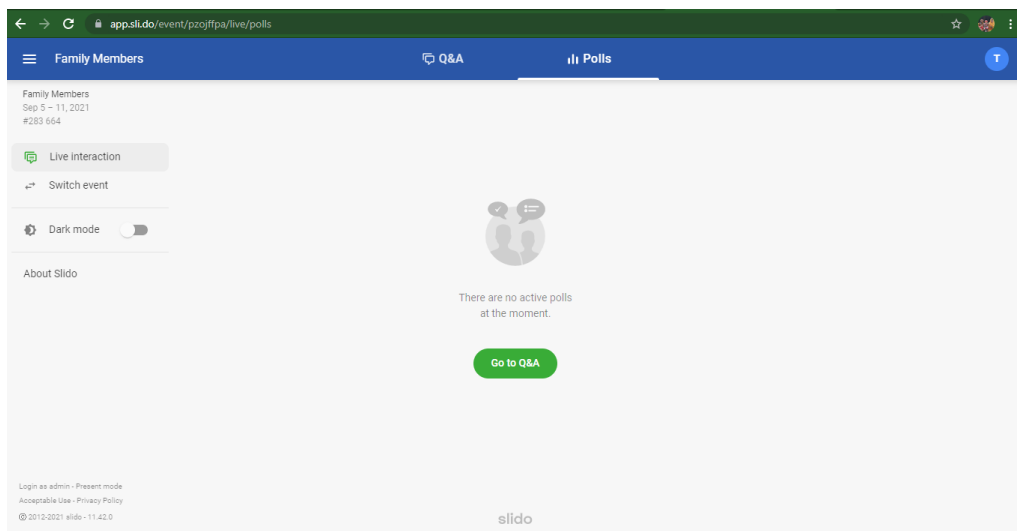 app.sli.do/event/pzojffpa/live/polls
Family Members
Q&A
Polls
T
Family Members
Sep 5 – 11, 2021
#283 664
Live interaction
Switch event
Dark mode
About Slido
There are no active polls
at the moment.
Go to Q&A
Login as admin - Present mode
Acceptable Use - Privacy Policy
© 2012-2021 slido - 11.42.0
slido